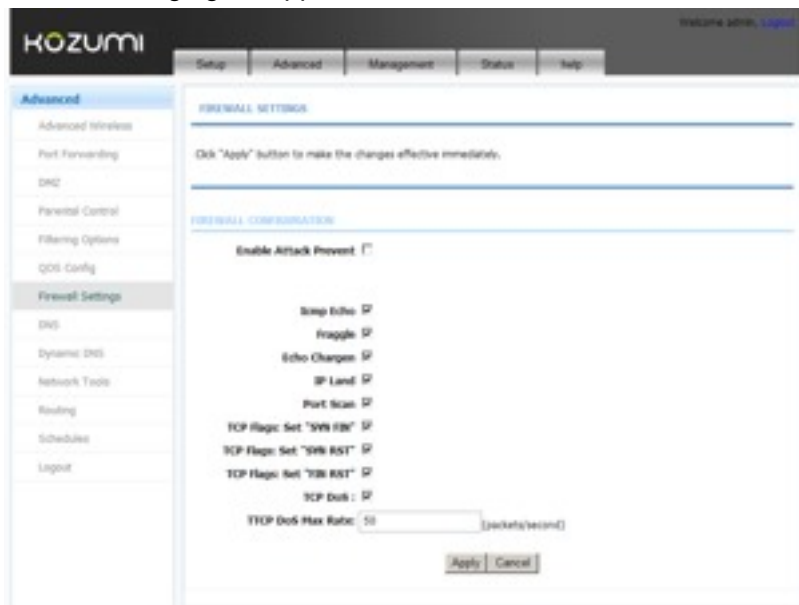 KOZUMI
Welcome admin, Logout
Setup Advanced Management Status help
Advanced
Advanced Wireless
Port Forwarding
DMZ
Parental Control
Filtering Options
QOS Config
Firewall Settings
DNS
Dynamic DNS
Network Tools
Routing
Schedules
Logout
FIREWALL SETTINGS
Click "Apply" button to make the changes effective immediately.
FIREWALL CONFIGURATION
Enable Attack Prevent
Icmp Echo
Fraggle
Echo Chargen
IP Land
Port Scan
TCP Flags: Set "SYN FIN"
TCP Flags: Set "SYN RST"
TCP Flags: Set "FIN RST"
TCP DoS :
TTCP DoS Max Rate: 50 (packets/second)
Apply Cancel